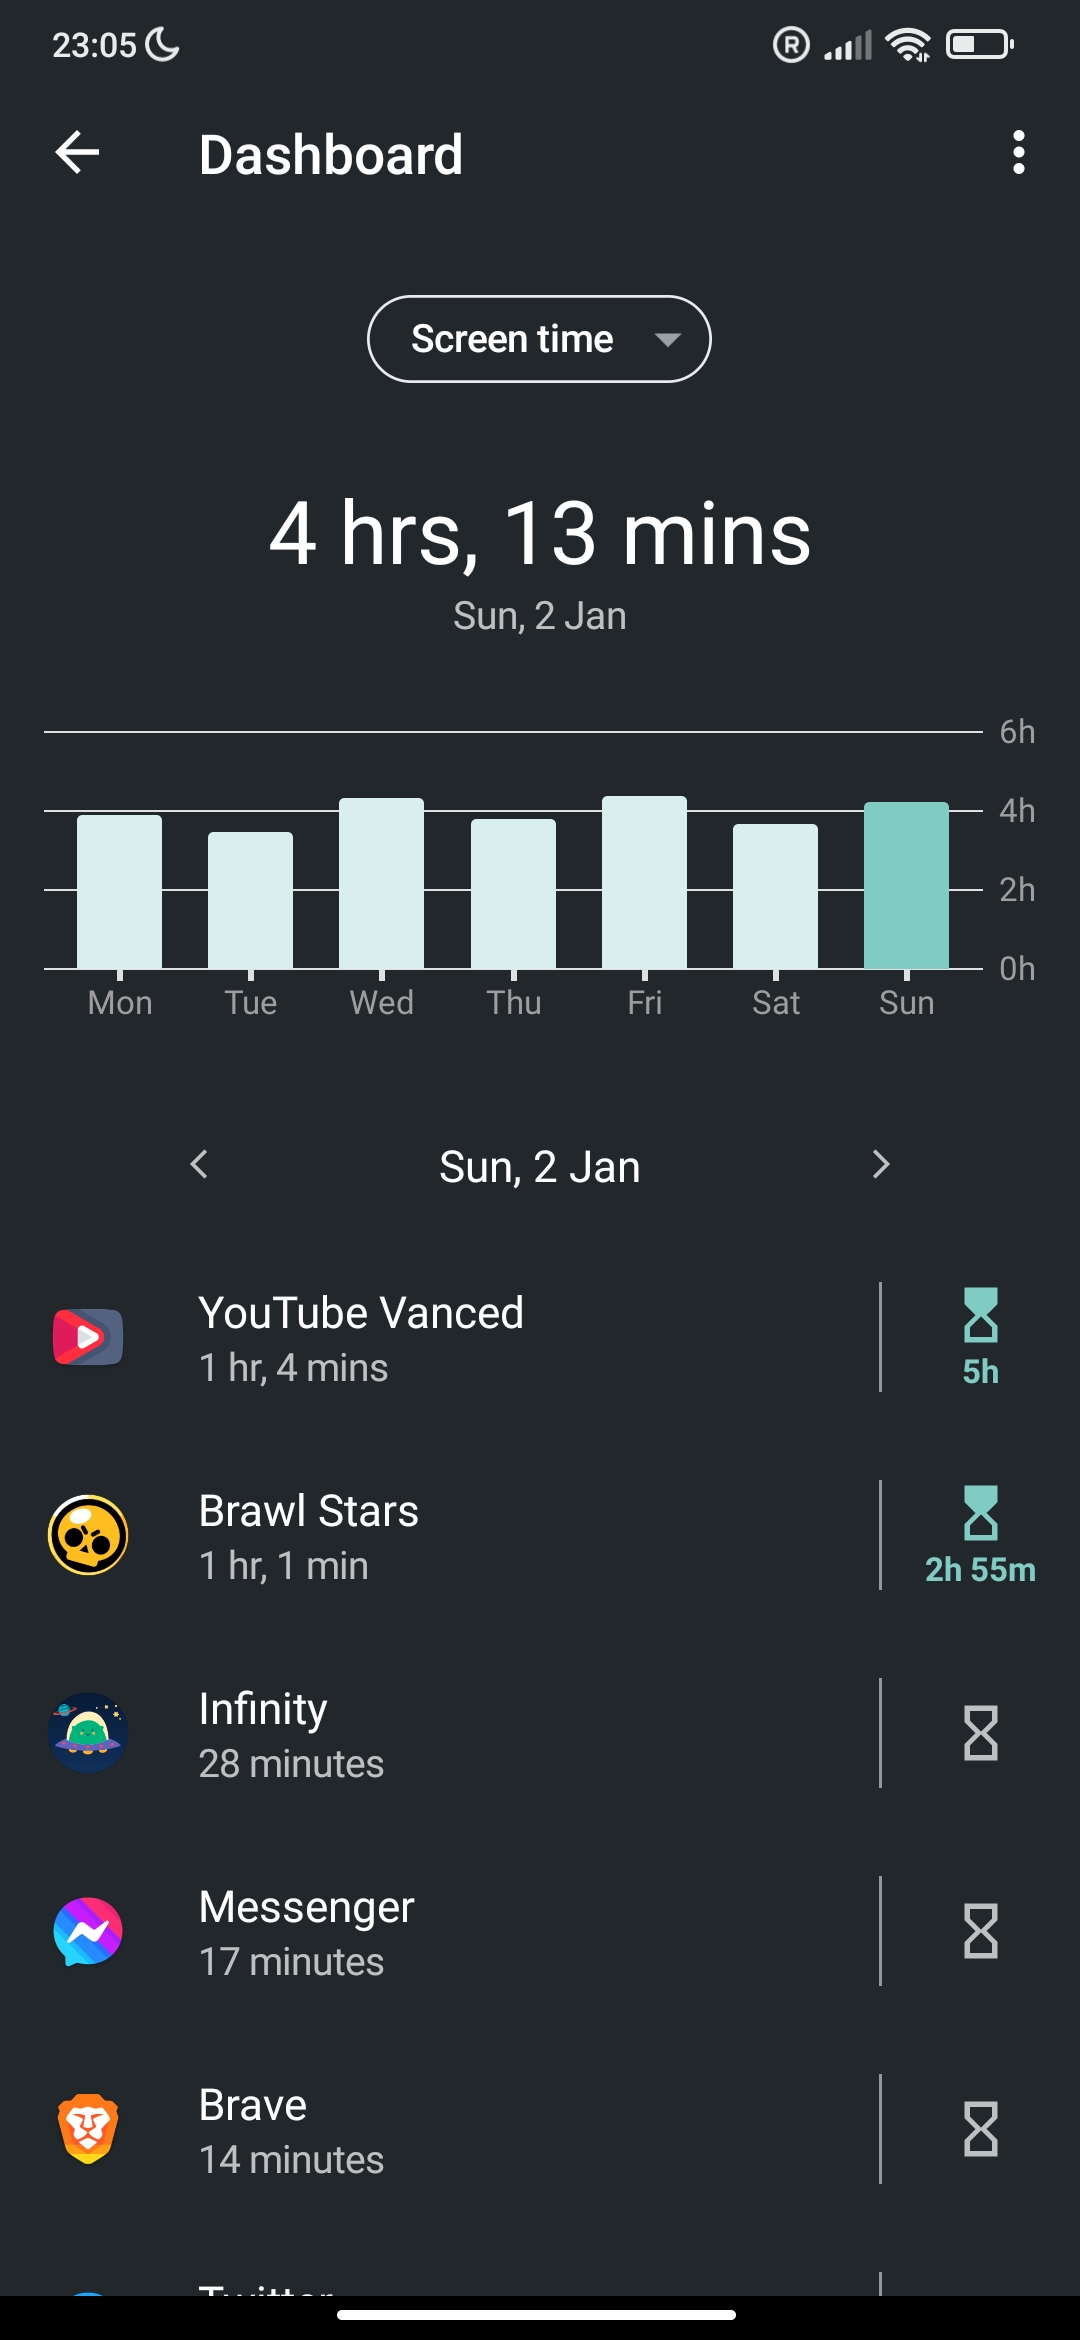 23:05
R
Dashboard
Screen time
4 hrs, 13 mins
Sun, 2 Jan
6h
4h
2h
0h
Mon Tue Wed Thu Fri Sat Sun
Sun, 2 Jan
YouTube Vanced
1 hr, 4 mins
5h
Brawl Stars
1 hr, 1 min
2h 55m
Infinity
28 minutes
Messenger
17 minutes
Brave
14 minutes
Twitter